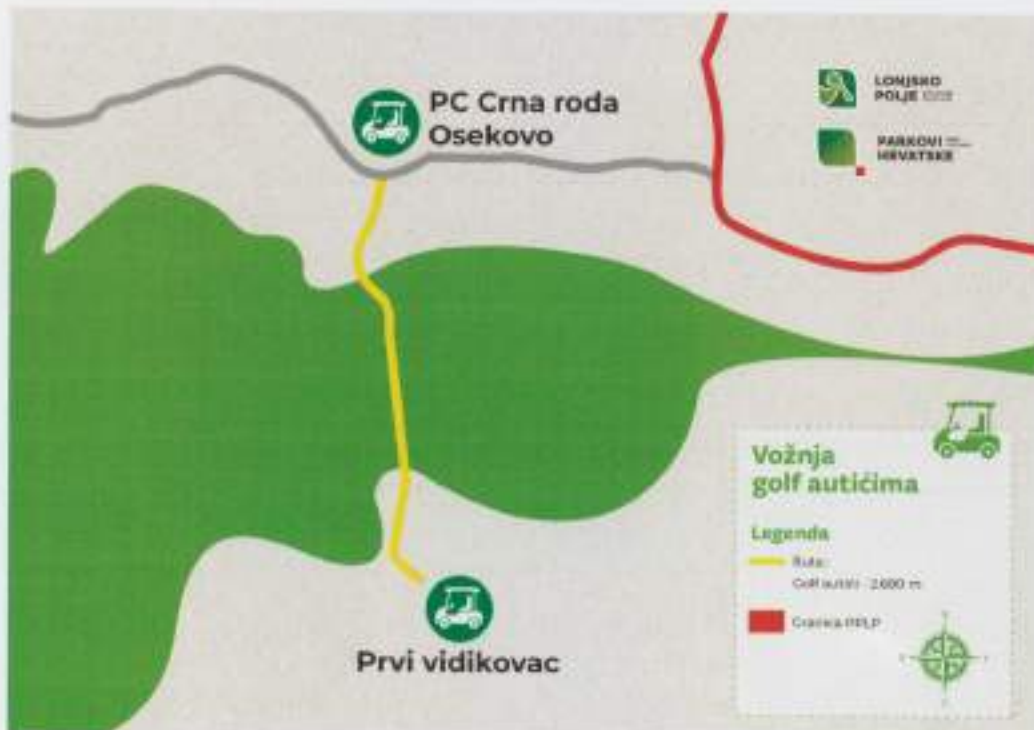 PC Crna roda
Osekovo
LONJSKO
POLJE
PARKOVI
HRVATSKE
Vožnja
golf autićima
Legenda
Ruta:
Golf autići - 2.600 m
Granica PPLP
Prvi vidikovac